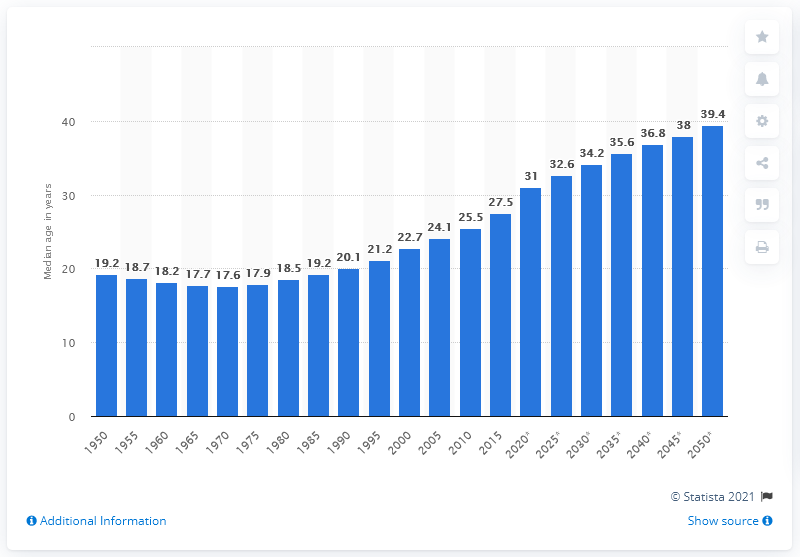 Median age in years
40
30
20
10
0
19.2 18.7 18.2 17.7 17.6 17.9 18.5 19.2 20.1 21.2 22.7 24.1 25.5 27.5 31 32.6 34.2 35.6 36.8 38 39.4
1950 1955 1960 1965 1970 1975 1980 1985 1990 1995 2000 2005 2010 2015 2020* 2025* 2030* 2035* 2040* 2045* 2050*
© Statista 2021
Additional Information
Show source